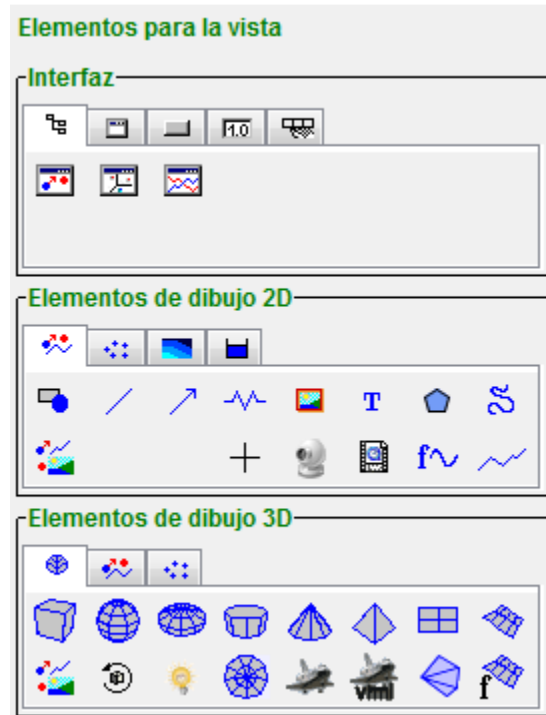 Elementos para la vista
Interfaz
1.0
Elementos de dibujo 2D
T
f
Elementos de dibujo 3D
vrml
f